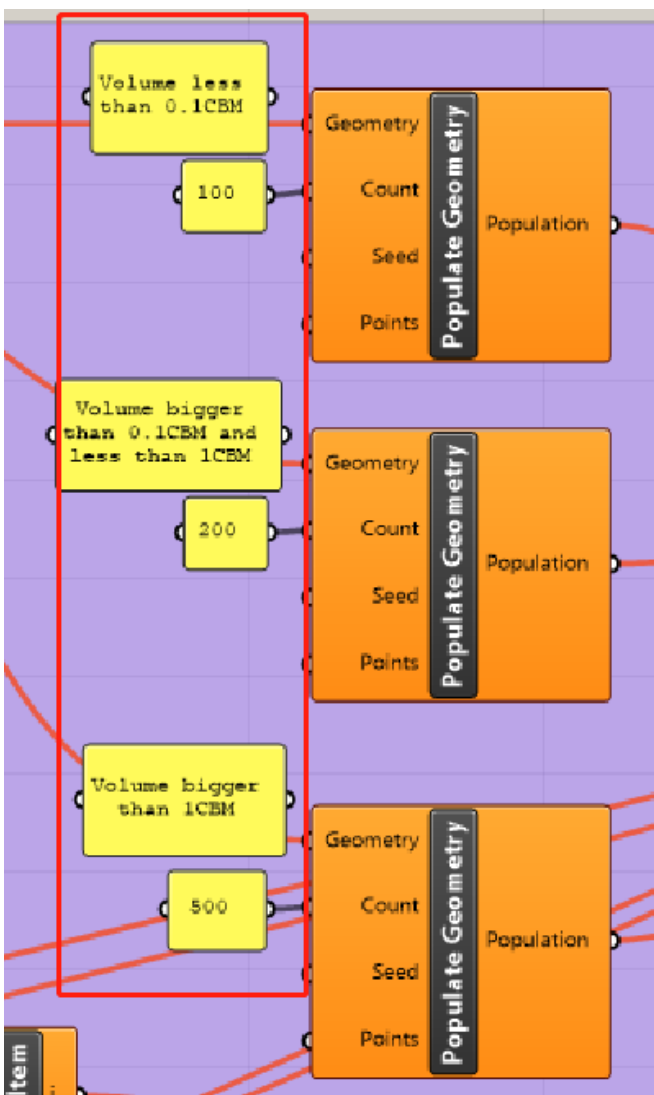 Volume less
than 0.1CBM
Geometry
100
Count
Populate Geometry
Population
Seed
Points
Volume bigger
than 0.1CBM and
less than 1CBM
Geometry
200
Count
Populate Geometry
Population
Seed
Points
Volume bigger
than 1CBM
Geometry
500
Count
Populate Geometry
Population
Seed
Points
Item